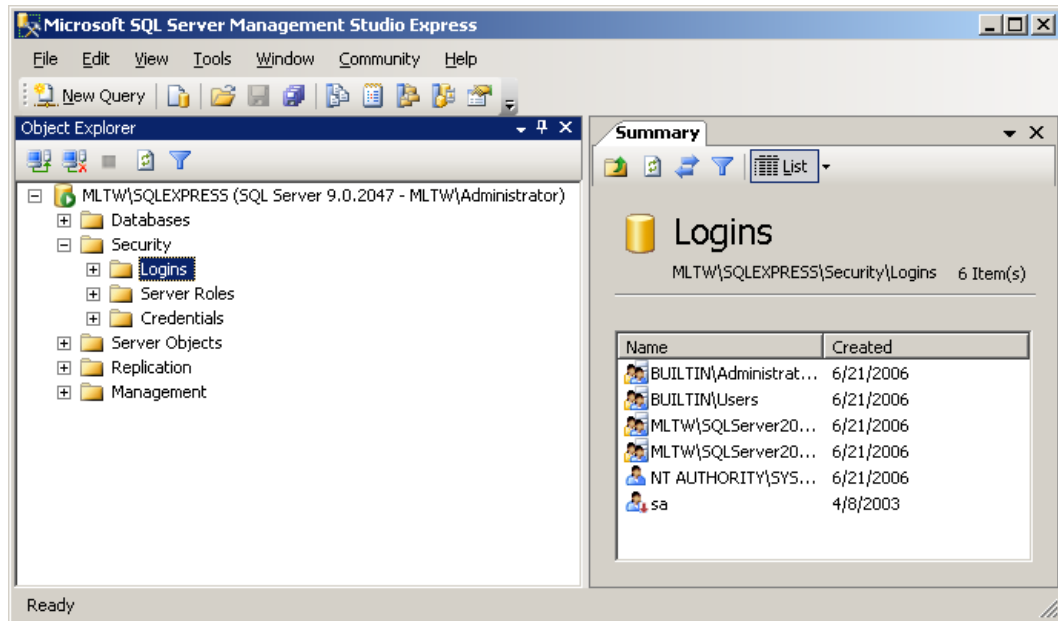 Microsoft SQL Server Management Studio Express
File Edit View Tools Window Community Help
New Query
Object Explorer
MLTW\SQLEXPRESS (SQL Server 9.0.2047 - MLTW\Administrator)
Databases
Security
Logins
Server Roles
Credentials
Server Objects
Replication
Management
Summary
List
Logins
MLTW\SQLEXPRESS\Security\Logins 6 Item(s)
Name Created
BUILTIN\Administrat... 6/21/2006
BUILTIN\Users 6/21/2006
MLTW\SQLServer20... 6/21/2006
MLTW\SQLServer20... 6/21/2006
NT AUTHORITY\SYS... 6/21/2006
sa 4/8/2003
Ready